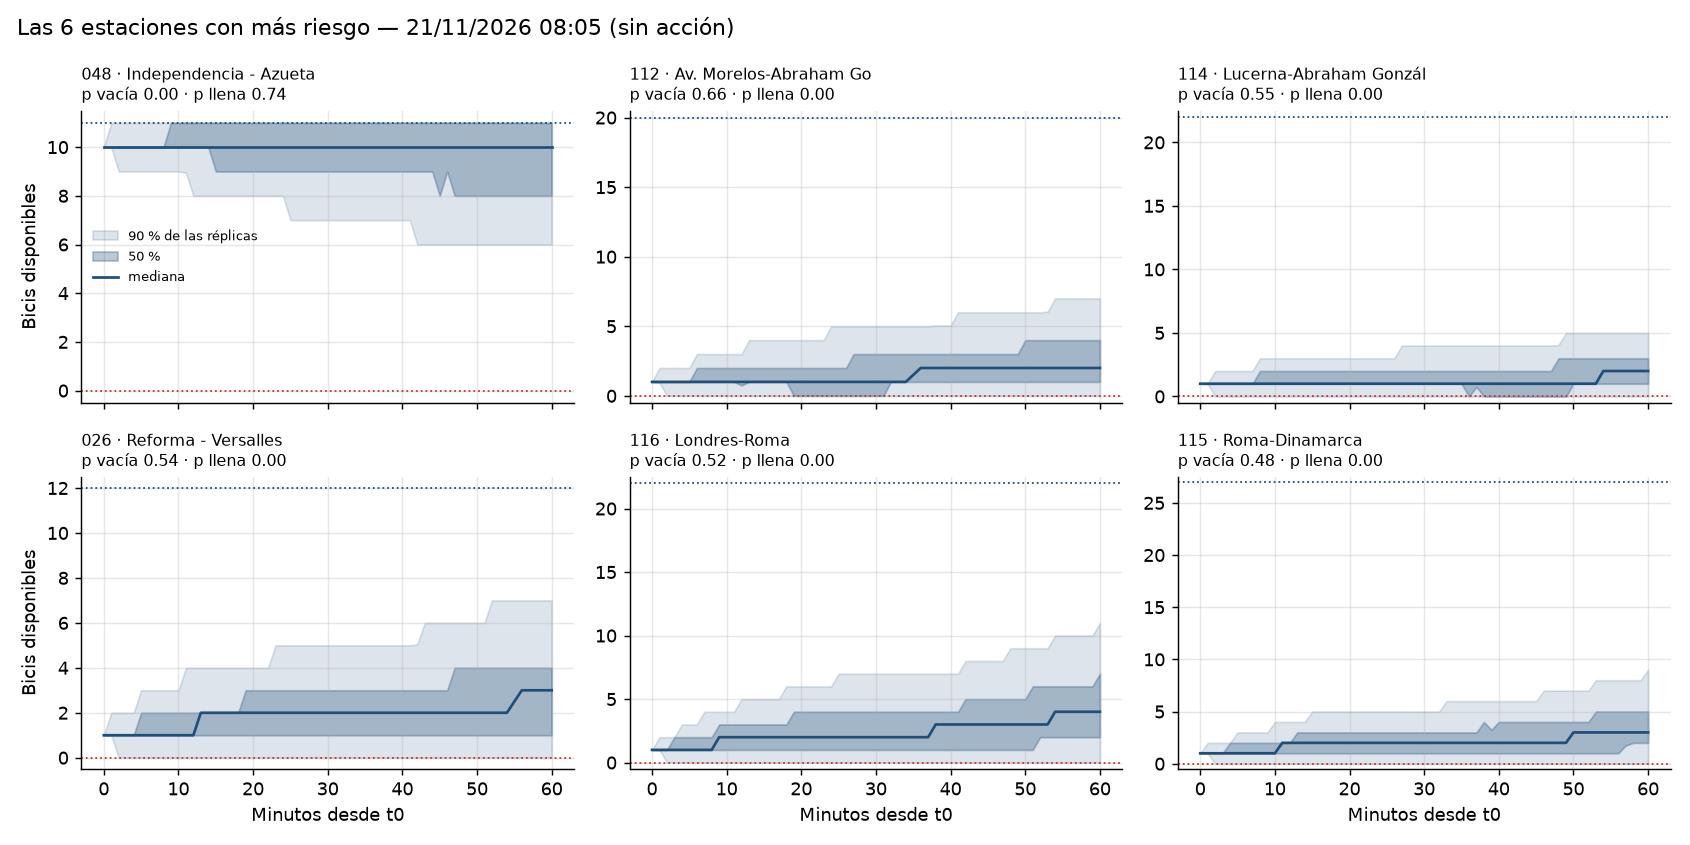 Las 6 estaciones con más riesgo — 21/11/2026 08:05 (sin acción)
048 · Independencia - Azueta
p vacía 0.00 · p llena 0.74
Bicis disponibles
10
8
6
4
2
0
90 % de las réplicas
50 %
mediana
112 · Av. Morelos-Abraham Go
p vacía 0.66 · p llena 0.00
20
15
10
5
0
114 · Lucerna-Abraham Gonzál
p vacía 0.55 · p llena 0.00
20
15
10
5
0
026 · Reforma - Versalles
p vacía 0.54 · p llena 0.00
Bicis disponibles
12
10
8
6
4
2
0
0 10 20 30 40 50 60
Minutos desde t0
116 · Londres-Roma
p vacía 0.52 · p llena 0.00
20
15
10
5
0
0 10 20 30 40 50 60
Minutos desde t0
115 · Roma-Dinamarca
p vacía 0.48 · p llena 0.00
25
20
15
10
5
0
0 10 20 30 40 50 60
Minutos desde t0